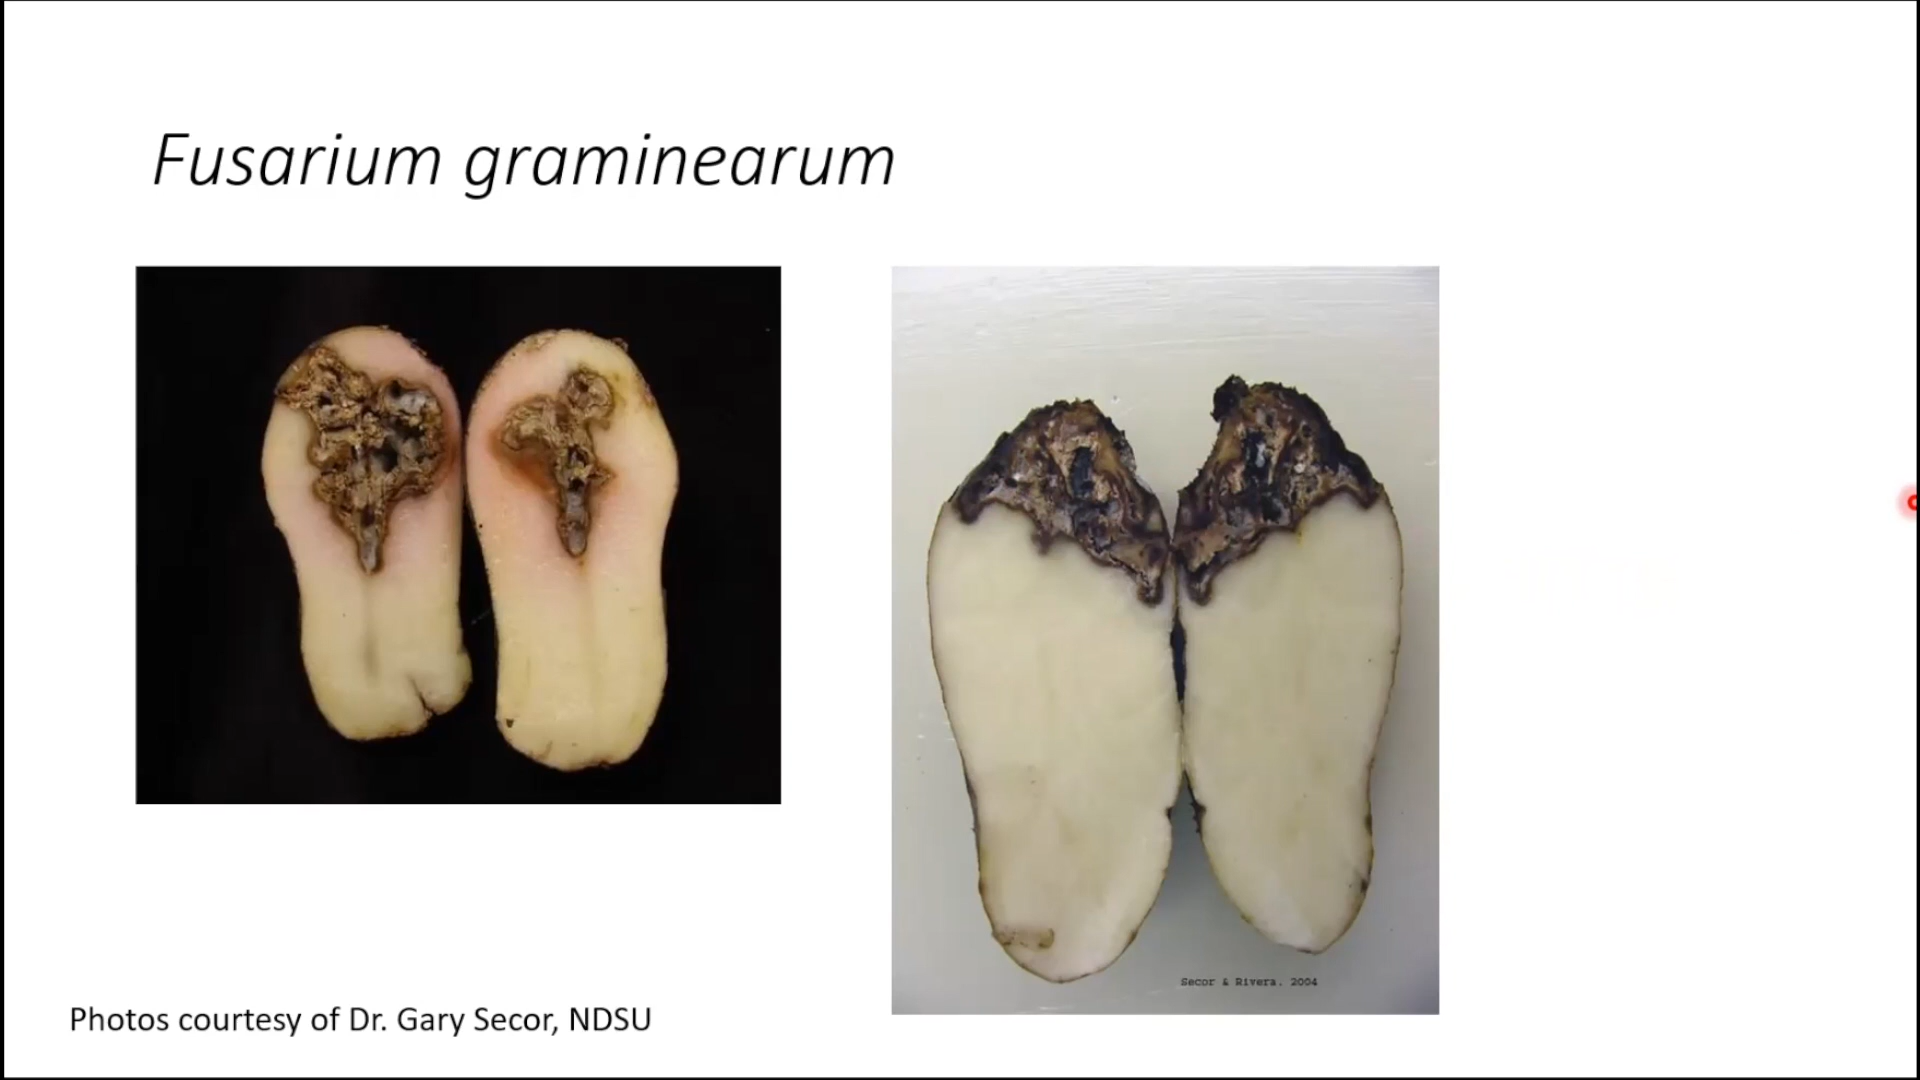 Fusarium graminearum
Secor & Rivera. 2004
Photos courtesy of Dr. Gary Secor, NDSU